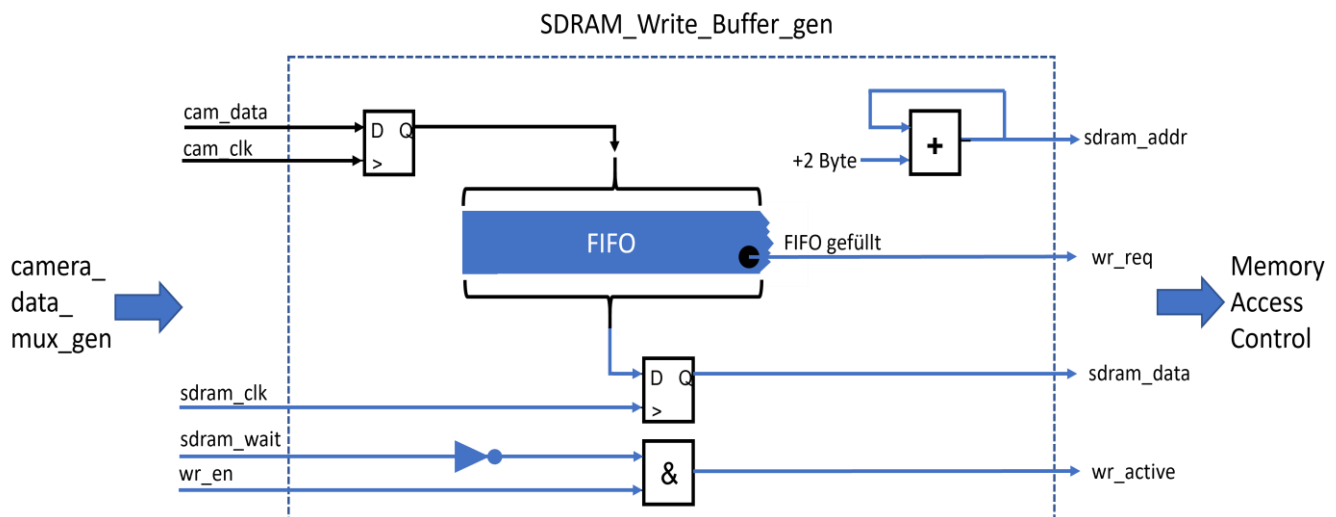 SDRAM_Write_Buffer_gen
cam_data
cam_clk
D Q
>
+
+2 Byte
sdram_addr
FIFO
FIFO gefüllt
wr_req
camera_
data_
mux_gen
Memory
Access
Control
D Q
>
sdram_data
sdram_clk
sdram_wait
wr_en
&
wr_active